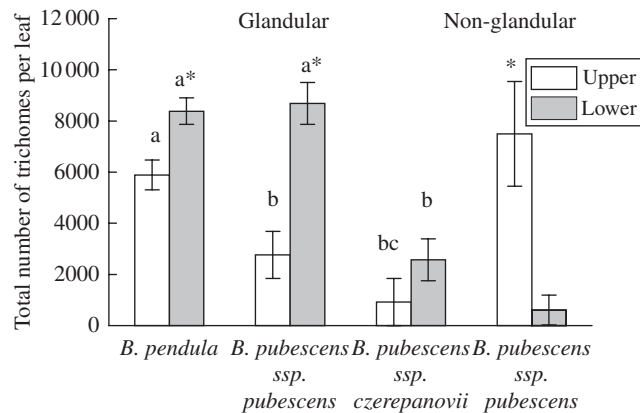 Glandular Non-glandular
Total number of trichomes per leaf
12 000
10 000
8000
6000
4000
2000
0
a
a*
b
a*
bc
b
*
Upper
Lower
B. pendula
B. pubescens
ssp.
pubescens
B. pubescens
ssp.
czerepanovii
B. pubescens
ssp.
pubescens